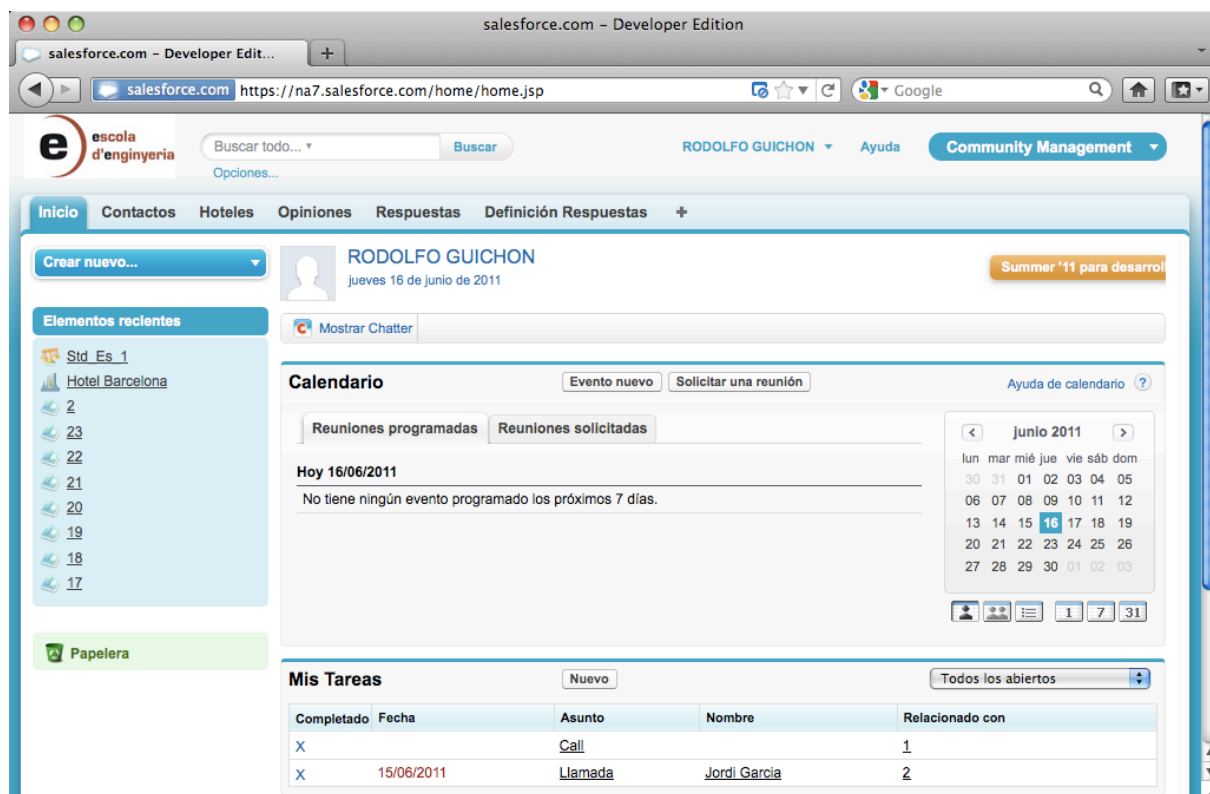 salesforce.com – Developer Edition
salesforce.com – Developer Edit... +
salesforce.com https://na7.salesforce.com/home/home.jsp Google
e) escola d'enginyeria
Buscar todo... Buscar
Opciones...
RODOLFO GUICHON Ayuda Community Management
Inicio Contactos Hoteles Opiniones Respuestas Definición Respuestas +
Crear nuevo...
Elementos recientes
Std_Es_1
Hotel Barcelona
2
23
22
21
20
19
18
17
Papelera
RODOLFO GUICHON
jueves 16 de junio de 2011
Summer '11 para desarrol
Mostrar Chatter
Calendario Evento nuevo Solicitar una reunión Ayuda de calendario ?
Reuniones programadas Reuniones solicitadas
Hoy 16/06/2011
No tiene ningún evento programado los próximos 7 días.
< junio 2011 >
lun mar mié jue vie sáb dom
30 31 01 02 03 04 05
06 07 08 09 10 11 12
13 14 15 16 17 18 19
20 21 22 23 24 25 26
27 28 29 30 01 02 03
1 7 31
Mis Tareas Nuevo Todos los abiertos
Completado Fecha Asunto Nombre Relacionado con
X Call 1
X 15/06/2011 Llamada Jordi Garcia 2